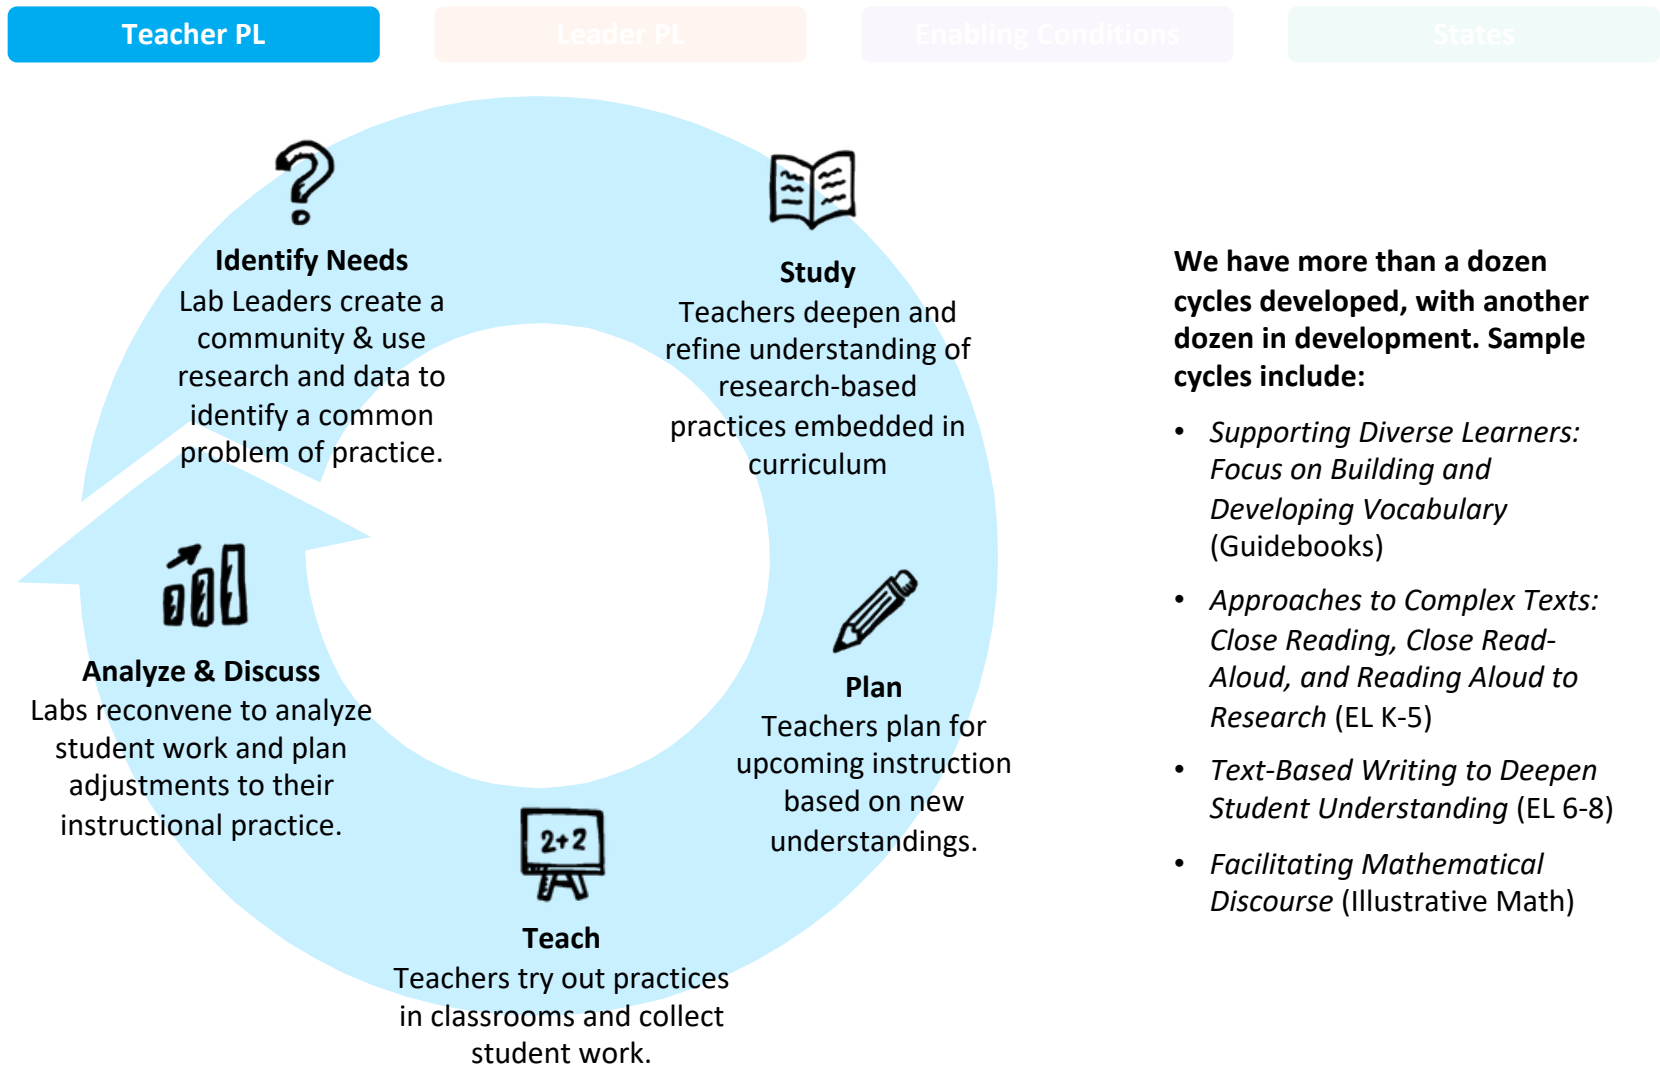 Teacher PL
Leader PL
Enabling Conditions
States
Identify Needs
Lab Leaders create a
community & use
research and data to
identify a common
problem of practice.
Study
Teachers deepen and
refine understanding of
research-based
practices embedded in
curriculum
Plan
Teachers plan for
upcoming instruction
based on new
understandings.
2+2
Teach
Teachers try out practices
in classrooms and collect
student work.
Analyze & Discuss
Labs reconvene to analyze
student work and plan
adjustments to their
instructional practice.
We have more than a dozen
cycles developed, with another
dozen in development. Sample
cycles include:
• Supporting Diverse Learners:
Focus on Building and
Developing Vocabulary
(Guidebooks)
• Approaches to Complex Texts:
Close Reading, Close Read-
Aloud, and Reading Aloud to
Research (EL K-5)
• Text-Based Writing to Deepen
Student Understanding (EL 6-8)
• Facilitating Mathematical
Discourse (Illustrative Math)